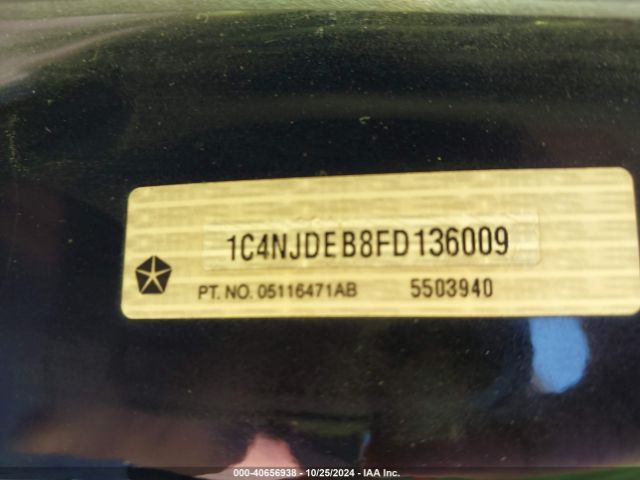 1C4NJDEB8FD136009
PT. NO. 05116471AB 5503940
000-40656938 - 10/25/2024 - IAA Inc.